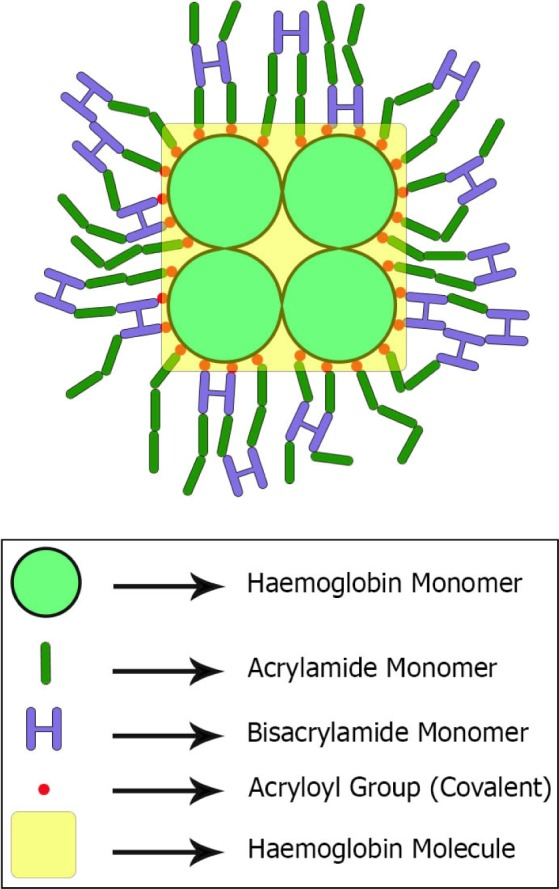 Haemoglobin Monomer
Acrylamide Monomer
Bisacrylamide Monomer
Acryloyl Group (Covalent)
Haemoglobin Molecule